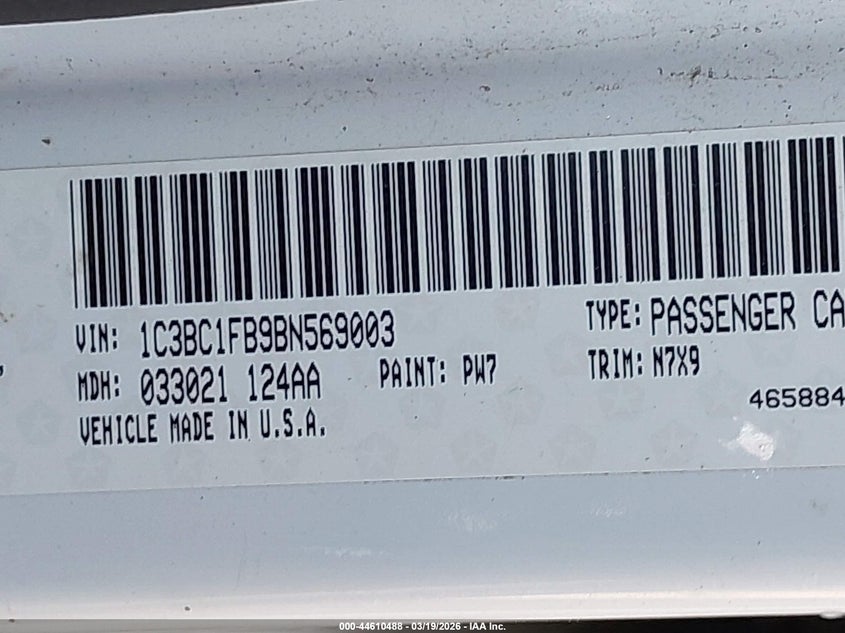 VIN: 1C3BC1FB9BN569003 TYPE: PASSENGER CA
MDH: 033021 124AA PAINT: PW7 TRIM: N7X9
VEHICLE MADE IN U.S.A. 465884
000-44610488 - 03/19/2026 - IAA Inc.